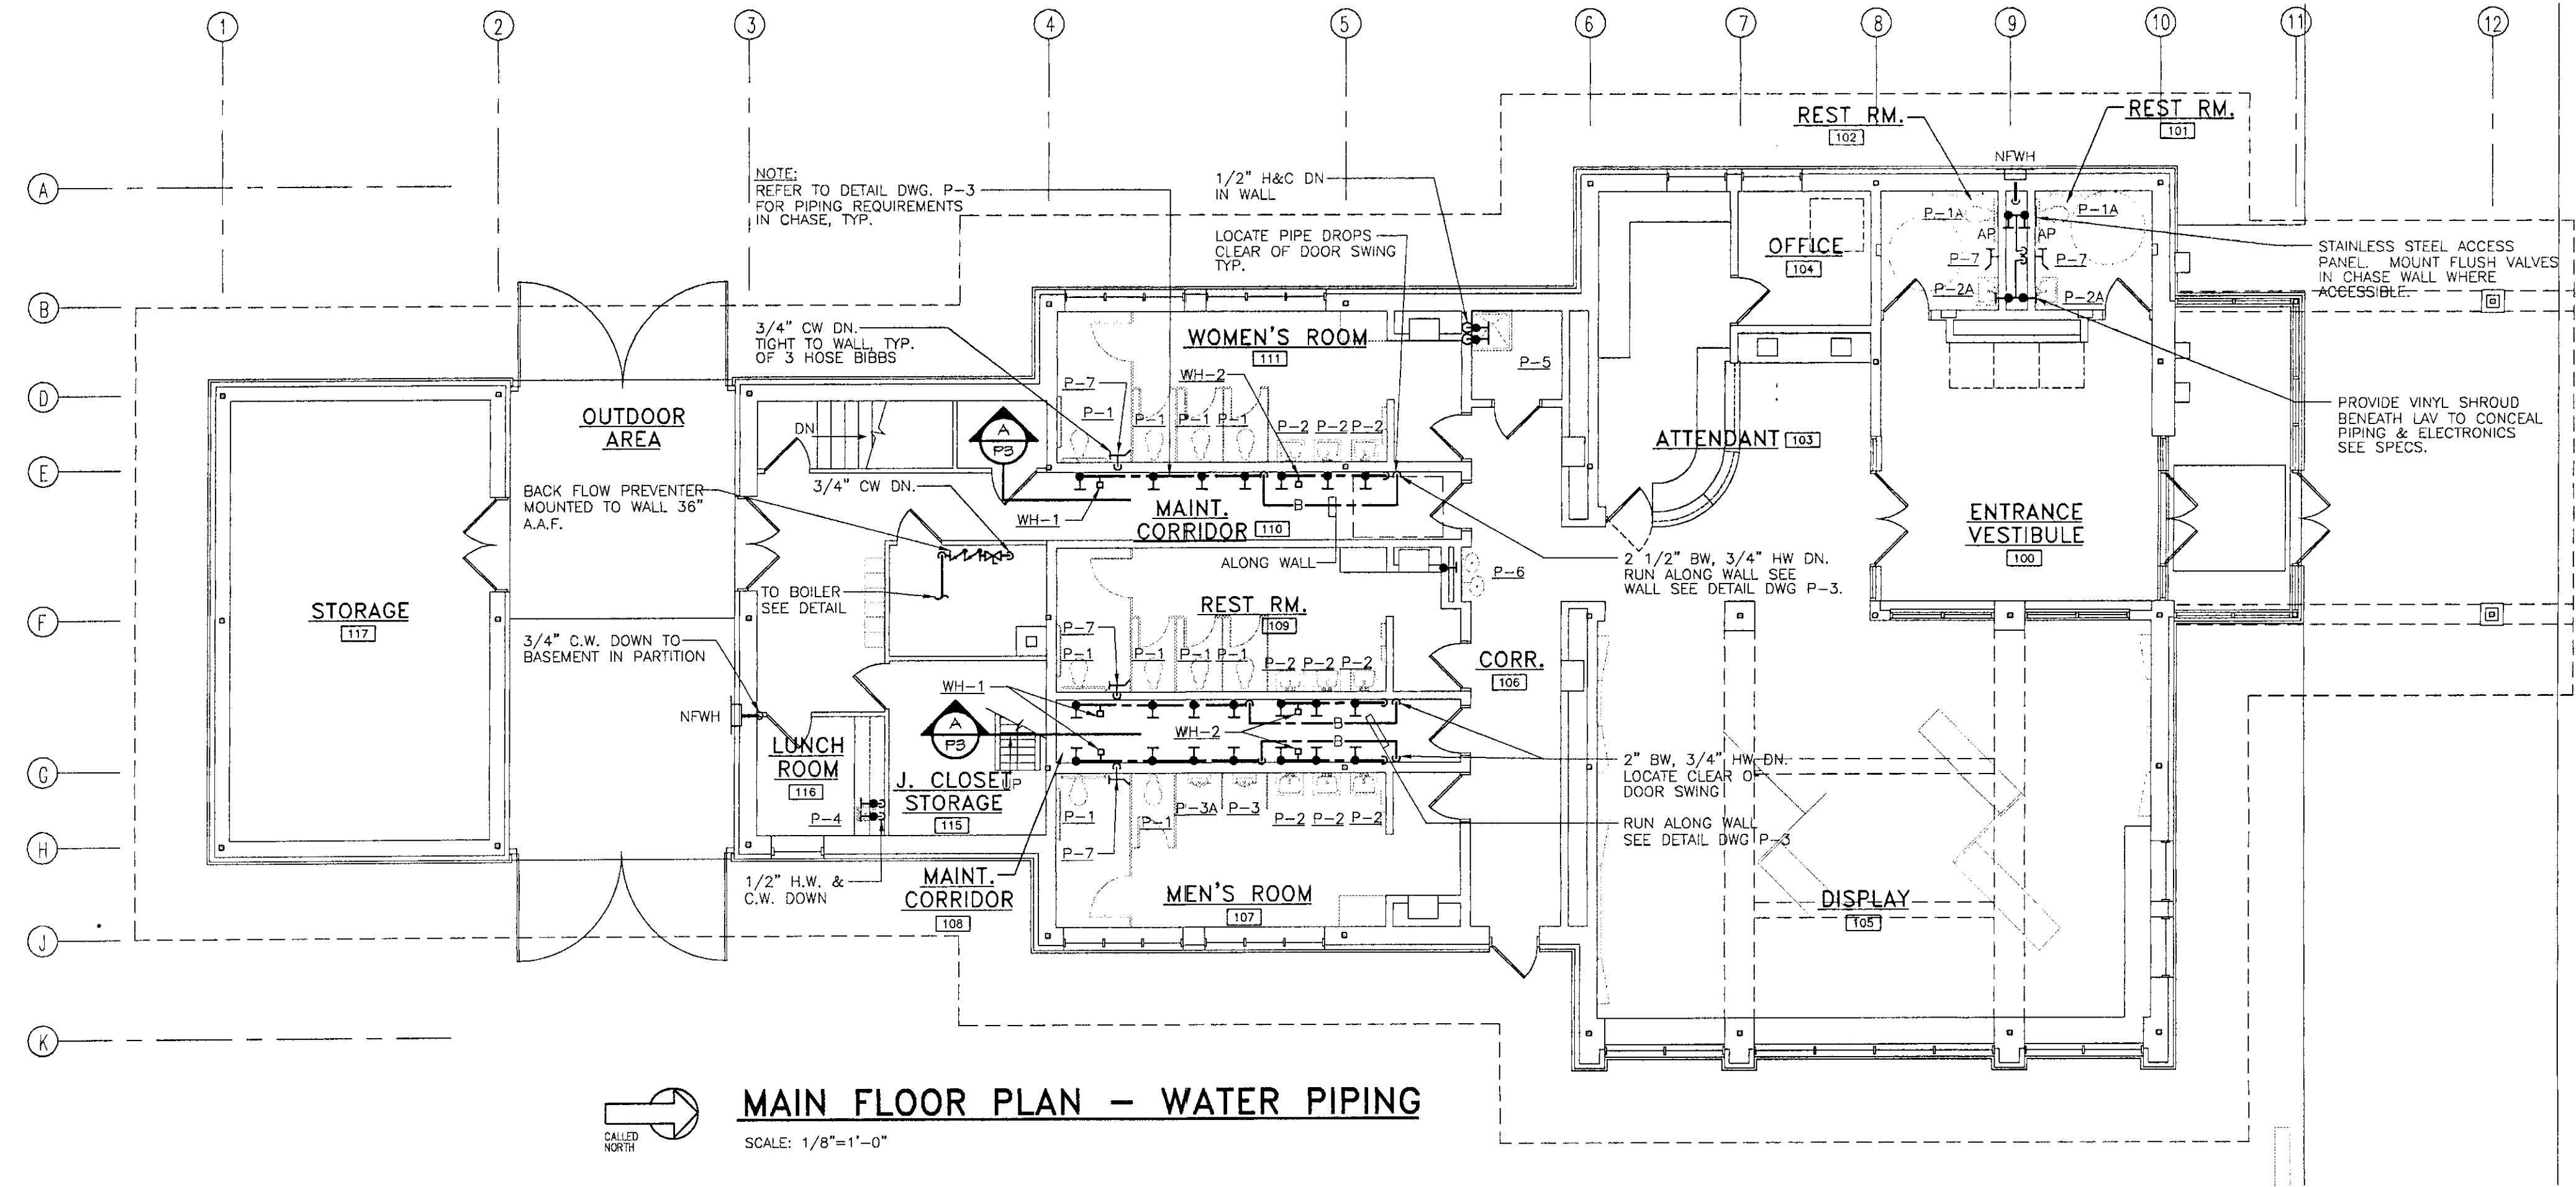 1 2 3 4 5 6 7 8 9 10 11 12
REST RM.
102
REST RM.
101
NFWH
A
NOTE:
REFER TO DETAIL DWG. P-3
FOR PIPING REQUIREMENTS
IN CHASE, TYP.
1/2" H&C DN
IN WALL
LOCATE PIPE DROPS
CLEAR OF DOOR SWING
TYP.
OFFICE
104
P-1A
P-1A
AP
AP
P-7
P-7
P-2A
P-2A
STAINLESS STEEL ACCESS
PANEL. MOUNT FLUSH VALVES
IN CHASE WALL WHERE
ACCESSIBLE.
B
3/4" CW DN.
TIGHT TO WALL, TYP.
OF 3 HOSE BIBBS
WOMEN'S ROOM
111
WH-2
P-7
P-1
P-1
P-1
P-1
P-2
P-2
P-2
P-5
D
OUTDOOR
AREA
DN
A
P3
ATTENDANT
103
PROVIDE VINYL SHROUD
BENEATH LAV TO CONCEAL
PIPING & ELECTRONICS
SEE SPECS.
E
BACK FLOW PREVENTER
MOUNTED TO WALL 36"
A.A.F.
3/4" CW DN.
WH-1
B
MAINT.
CORRIDOR
110
ENTRANCE
VESTIBULE
100
ALONG WALL
P-6
2 1/2" BW, 3/4" HW DN.
RUN ALONG WALL SEE
WALL SEE DETAIL DWG P-3.
TO BOILER
SEE DETAIL
F
STORAGE
117
REST RM.
109
P-7
P-1
P-1
P-1
P-1
P-2
P-2
P-2
3/4" C.W. DOWN TO
BASEMENT IN PARTITION
CORR.
106
WH-1
NFWH
A
P3
WH-2
B
B
G
LUNCH
ROOM
116
J. CLOSET
STORAGE
115
UP
2" BW, 3/4" HW DN.
LOCATE CLEAR O
DOOR SWING
P-4
P-1
P-1
P-3A
P-3
P-2
P-2
P-2
RUN ALONG WALL
SEE DETAIL DWG P-3
H
P-7
1/2" H.W. &
C.W. DOWN
MAINT.
CORRIDOR
108
MEN'S ROOM
107
DISPLAY
105
J
K
CALLED
NORTH
MAIN FLOOR PLAN - WATER PIPING
SCALE: 1/8"=1'-0"